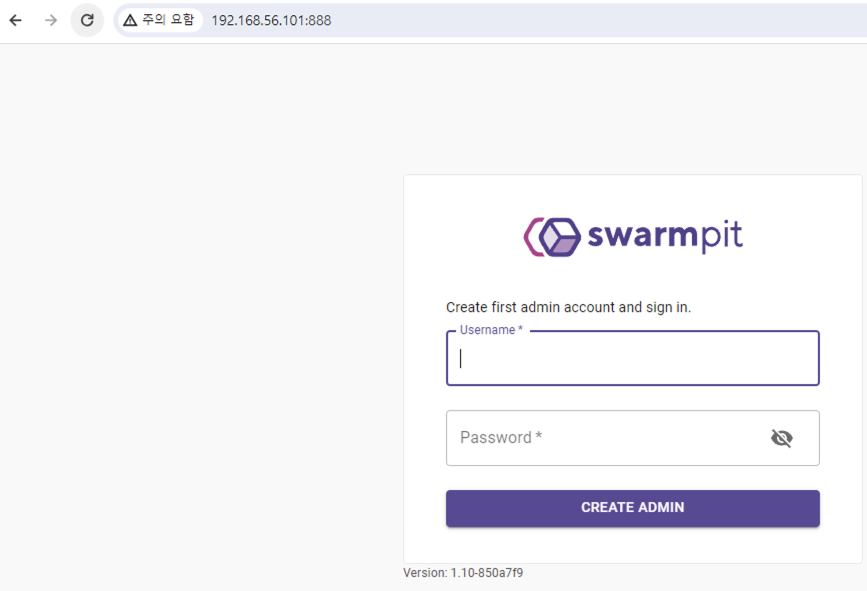 주의 요함 192.168.56.101:888
swarmpit
Create first admin account and sign in.
Username *
Password *
CREATE ADMIN
Version: 1.10-850a7f9